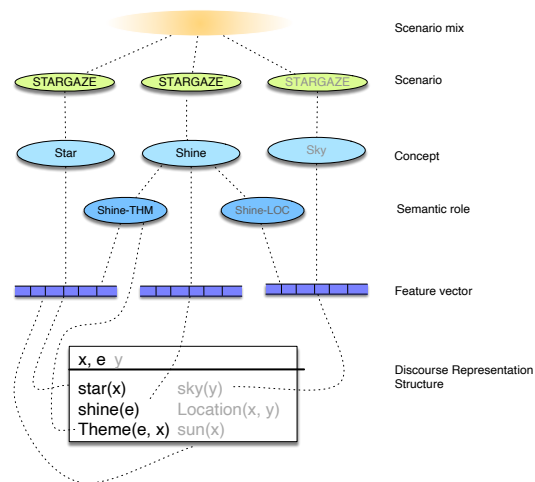 Scenario mix
STARGAZE STARGAZE STARGAZE Scenario
Star Shine Sky Concept
Shine-THM Shine-LOC Semantic role
Feature vector
x, e y
Discourse Representation
Structure
star(x) sky(y)
shine(e) Location(x, y)
Theme(e, x) sun(x)